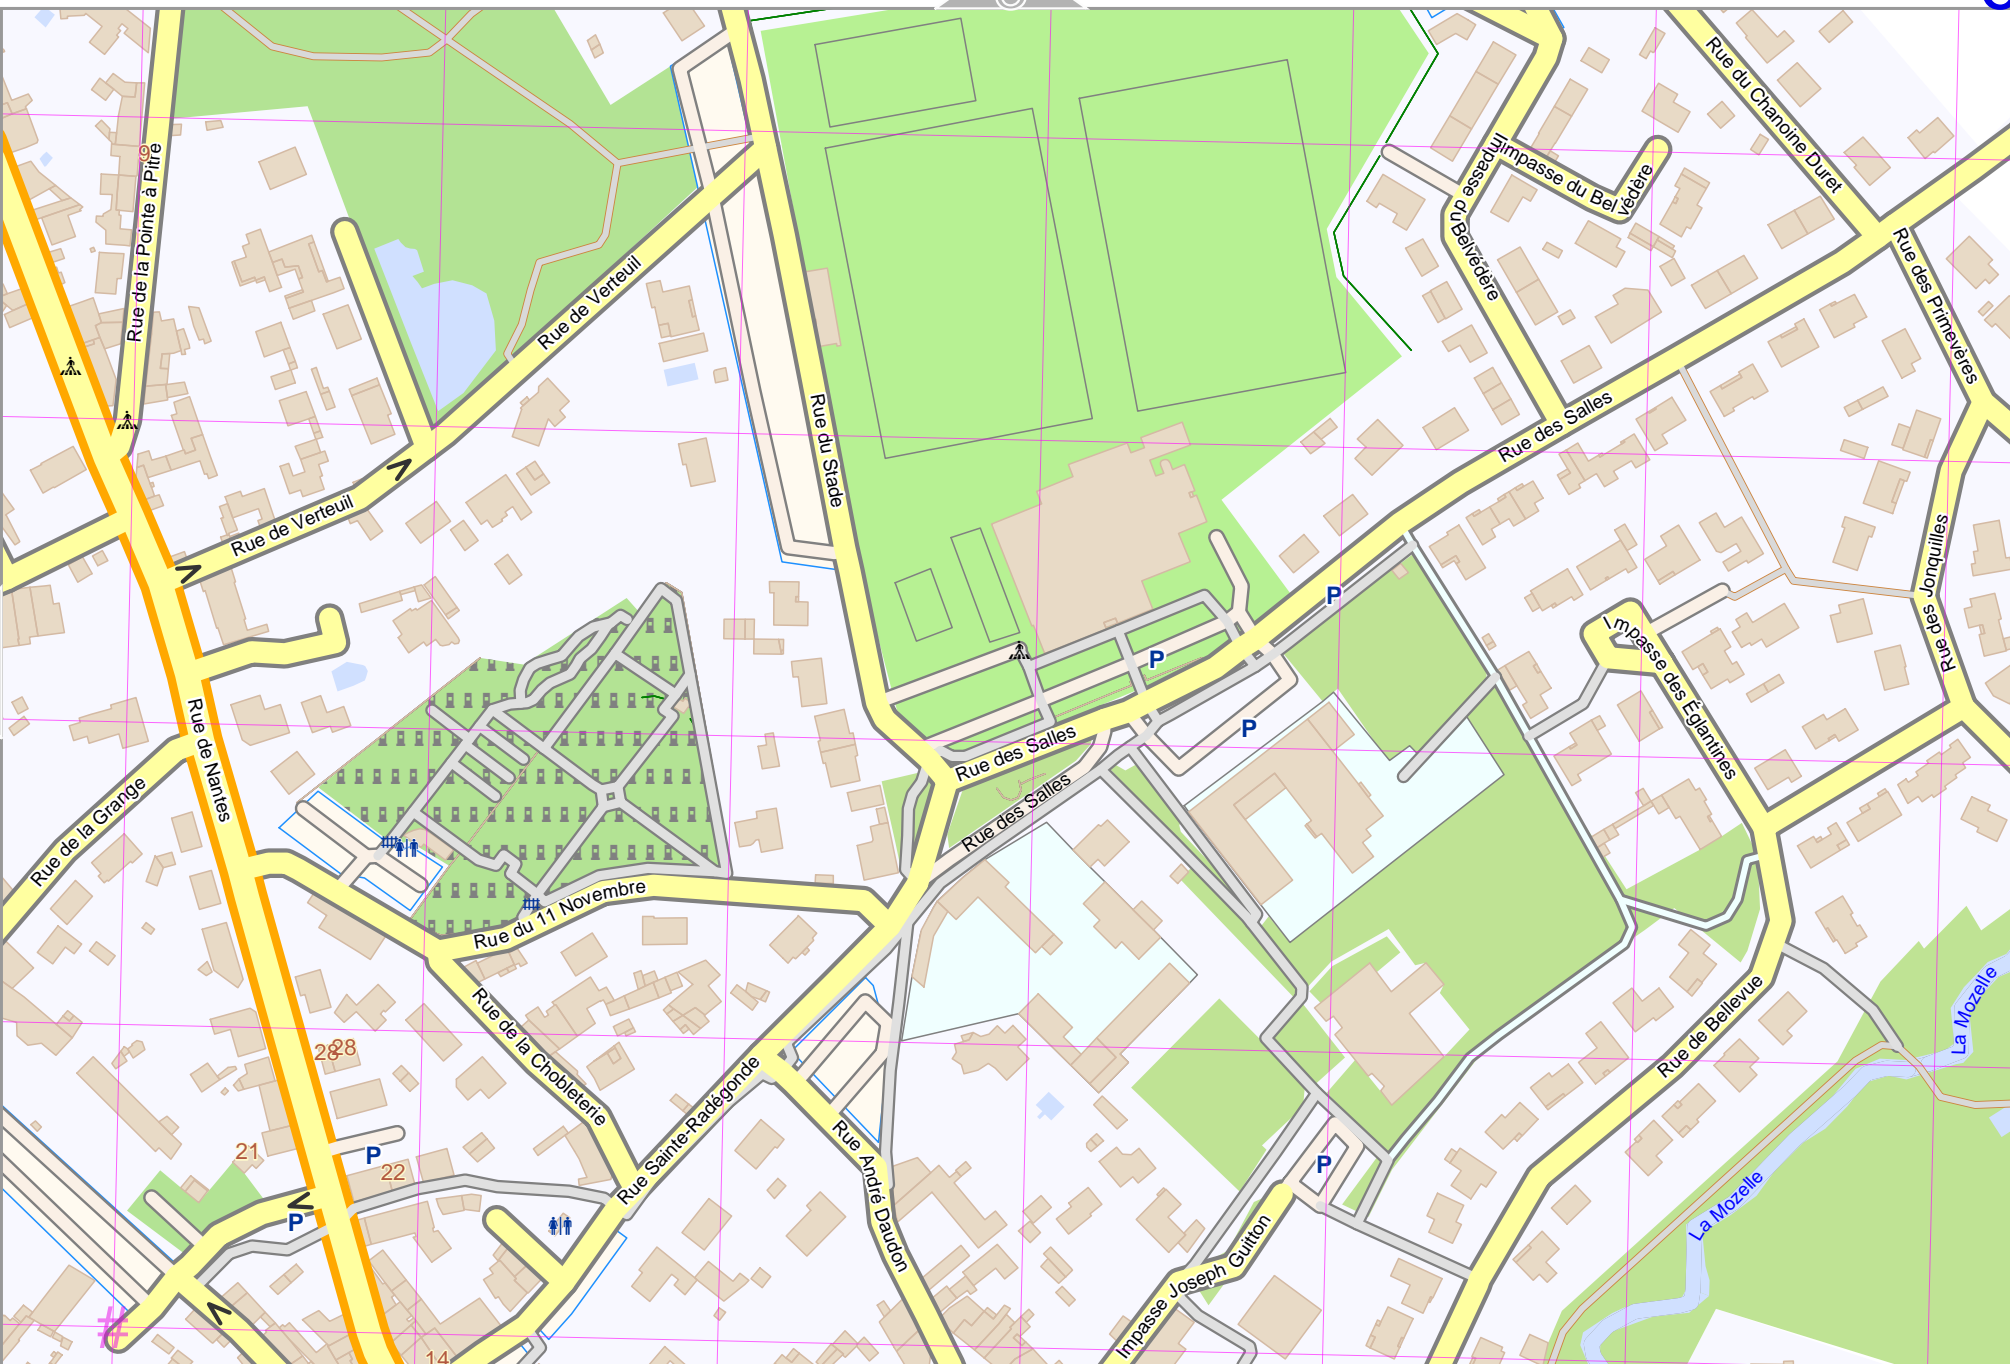 Rue du Chanoine Duret
9
Rue de la Pointe à Pitre
Impasse du Belvédère
Impasse du Belvédère
Rue de Verteuil
Rue des Primevères
Rue du Stade
Rue des Salles
Rue de Verteuil
Rue des Jonquilles
P
P
Impasse des Églantines
Rue de Nantes
P
Rue des Salles
Rue des Salles
Rue de la Grange
Rue du 11 Novembre
La Mozelle
Rue de Bellevue
Rue de la Chobleterie
28
28
Rue Sainte-Radégonde
21
P
22
Rue André Daudon
P
La Mozelle
P
Impasse Joseph Guitton
#
14